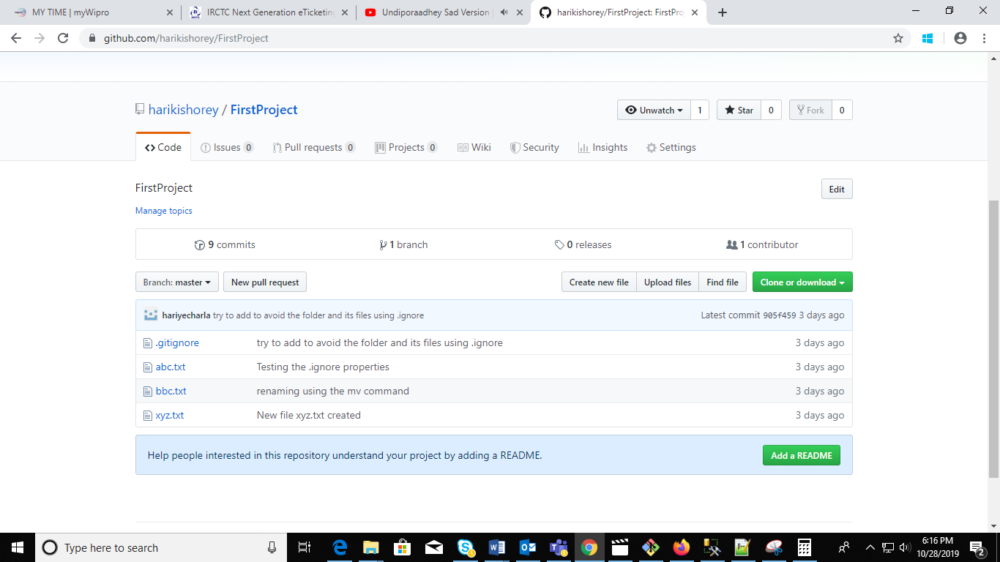 MY TIME | myWipro
IRCTC Next Generation eTicketing
Undiporaadhey Sad Version |
harikishorey/FirstProject: FirstPro
github.com/harikishorey/FirstProject
harikishorey / FirstProject
Unwatch 1
Star 0
Fork 0
Code
Issues 0
Pull requests 0
Projects 0
Wiki
Security
Insights
Settings
FirstProject
Edit
Manage topics
9 commits
1 branch
0 releases
1 contributor
Branch: master
New pull request
Create new file
Upload files
Find file
Clone or download
hariyecharla try to add to avoid the folder and its files using .ignore
Latest commit 905f459 3 days ago
.gitignore try to add to avoid the folder and its files using .ignore 3 days ago
abc.txt Testing the .ignore properties 3 days ago
bbc.txt renaming using the mv command 3 days ago
xyz.txt New file xyz.txt created 3 days ago
Help people interested in this repository understand your project by adding a README.
Add a README
Type here to search
6:16 PM
10/28/2019
2